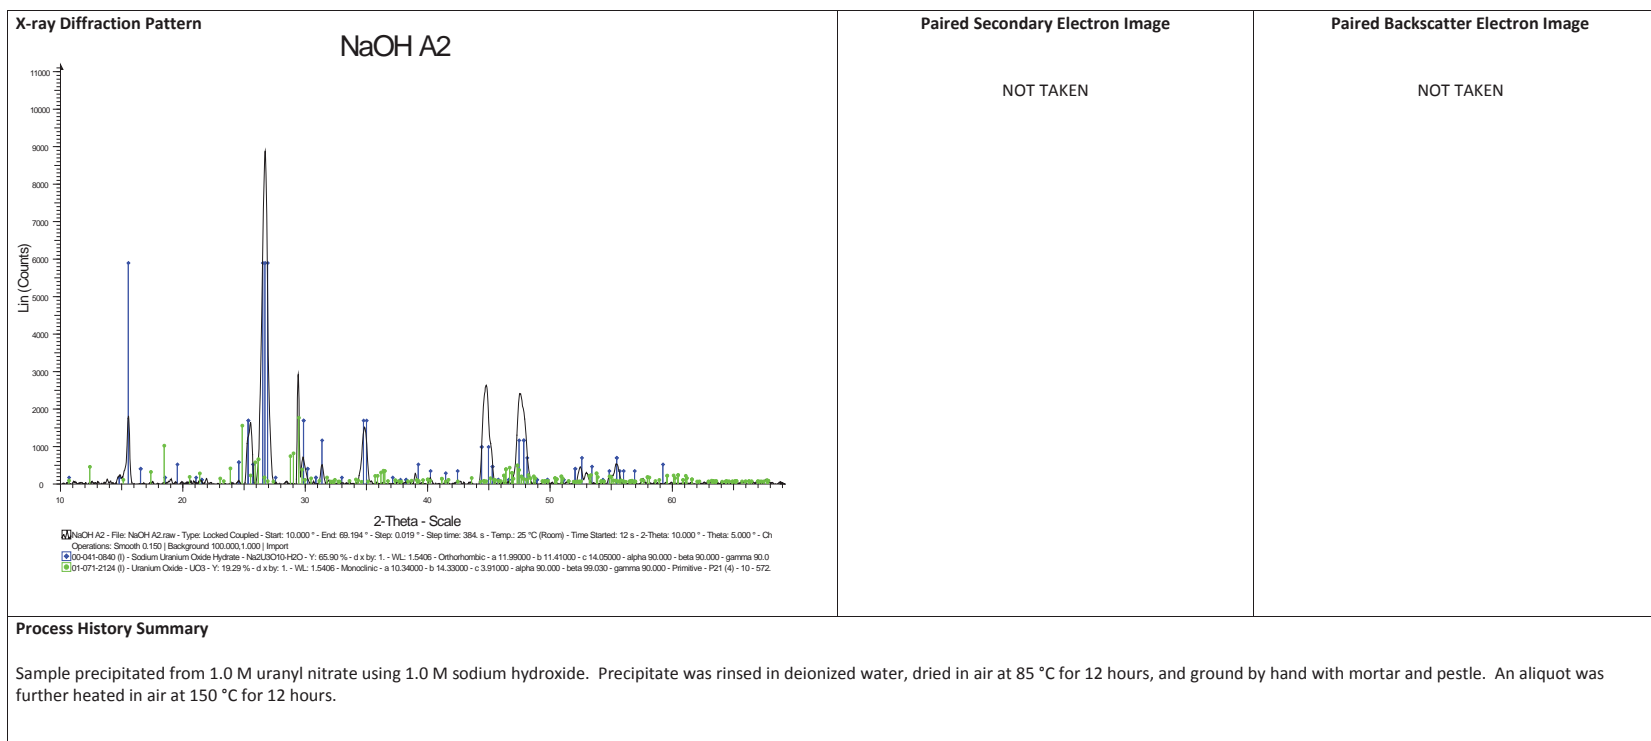 X-ray Diffraction Pattern
Paired Secondary Electron Image
Paired Backscatter Electron Image
NaOH A2
NOT TAKEN
NOT TAKEN
11000
10000
9000
8000
7000
6000
5000
4000
3000
2000
1000
0
Lin (Counts)
10 20 30 40 50 60
2-Theta - Scale
NaOH A2 - File: NaOH A2.raw - Type: Locked Coupled - Start: 10.000 ° - End: 69.194 ° - Step: 0.019 ° - Step time: 384. s - Temp.: 25 °C (Room) - Time Started: 12 s - 2-Theta: 10.000 ° - Theta: 5.000 ° - Ch
Operations: Smooth 0.150 | Background 100.000,1.000 | Import
00-041-0840 (I) - Sodium Uranium Oxide Hydrate - Na2U3O10·H2O - Y: 65.90 % - d x by: 1. - WL: 1.5406 - Orthorhombic - a 11.99000 - b 11.41000 - c 14.05000 - alpha 90.000 - beta 90.000 - gamma 90.0
01-071-2124 (I) - Uranium Oxide - UO3 - Y: 19.29 % - d x by: 1. - WL: 1.5406 - Monoclinic - a 10.34000 - b 14.33000 - c 3.91000 - alpha 90.000 - beta 99.030 - gamma 90.000 - Primitive - P21 (4) - 10 - 572.
Process History Summary
Sample precipitated from 1.0 M uranyl nitrate using 1.0 M sodium hydroxide.  Precipitate was rinsed in deionized water, dried in air at 85 °C for 12 hours, and ground by hand with mortar and pestle.  An aliquot was
further heated in air at 150 °C for 12 hours.